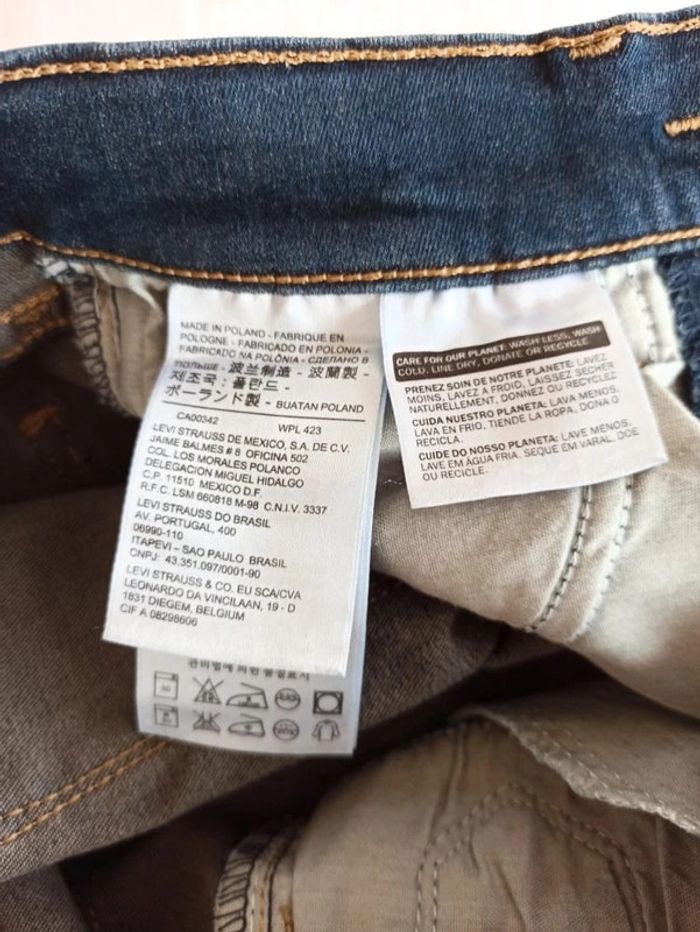 MADE IN POLAND - FABRIQUE EN
POLOGNE - FABRICADO EN POLONIA -
FABRICADO NA POLÔNIA - СДЕЛАНО В
ПОЛЬШЕ - 波兰制造 - 波蘭製 -
제조국 : 폴란드 -
ポーランド製 - BUATAN POLAND
CA00342 WPL 423
LEVI STRAUSS DE MEXICO, S.A. DE C.V.
JAIME BALMES # 8 OFICINA 502
COL. LOS MORALES POLANCO
DELEGACION MIGUEL HIDALGO
C.P. 11510 MEXICO D.F.
R.F.C. LSM 660818 M-98 C.N.I.V. 3337
LEVI STRAUSS DO BRASIL
AV. PORTUGAL, 400
06990-110
ITAPEVI – SAO PAULO BRASIL
CNPJ: 43.351.097/0001-90
LEVI STRAUSS & CO. EU SCA/CVA
LEONARDO DA VINCILAAN, 19 - D
1831 DIEGEM, BELGIUM
CIF A 08298606
CARE FOR OUR PLANET: WASH LESS, WASH
COLD, LINE DRY, DONATE OR RECYCLE
PRENEZ SOIN DE NOTRE PLANETE: LAVEZ
MOINS, LAVEZ A FROID, LAISSEZ SECHER
NATURELLEMENT, DONNEZ OU RECYCLEZ
CUIDA NUESTRO PLANETA: LAVA MENOS,
LAVA EN FRIO, TIENDE LA ROPA, DONA O
RECICLA.
CUIDE DO NOSSO PLANETA: LAVE MENOS,
LAVE EM ÁGUA FRIA, SEQUE EM VARAL, DOE
OU RECICLE.
품질표시